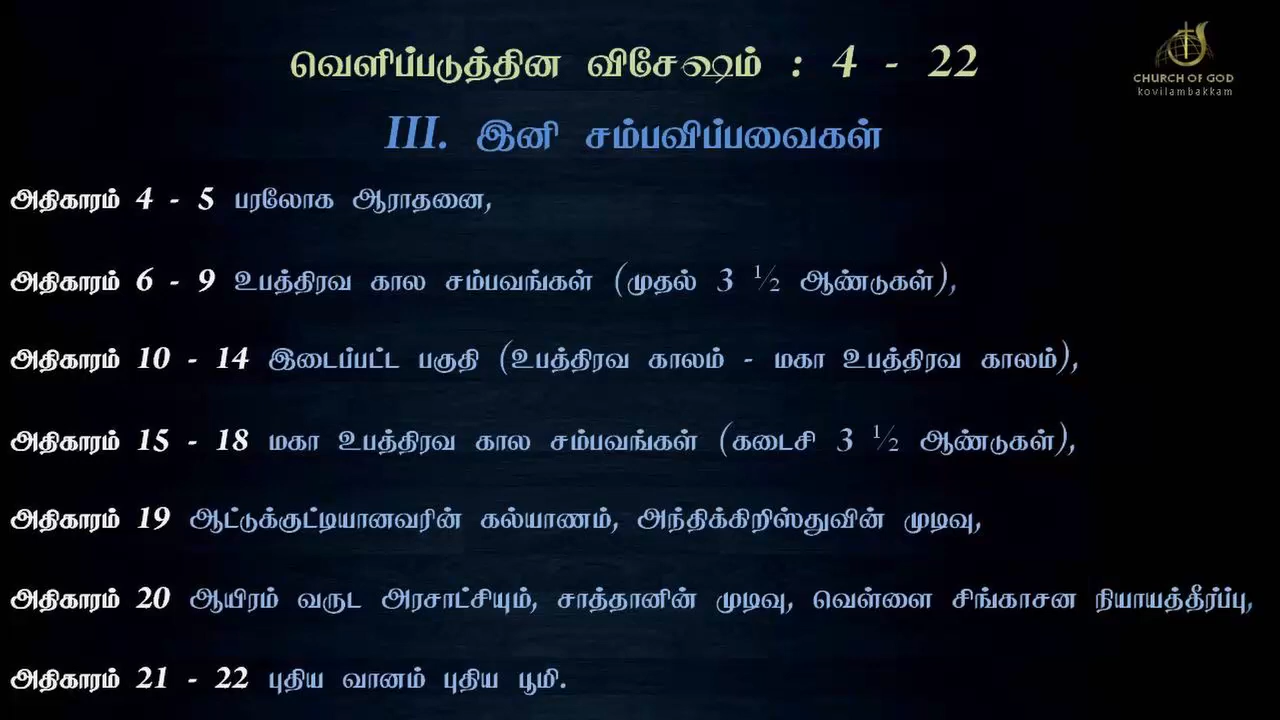 வெளிப்படுத்தின விசேஷம் : 4 - 22
CHURCH OF GOD
kovilambakkam
III. இனி சம்பவிப்பவைகள்
அதிகாரம் 4 - 5 பரலோக ஆராதனை,
அதிகாரம் 6 - 9 உபத்திரவ கால சம்பவங்கள் (முதல் 3 ½ ஆண்டுகள்),
அதிகாரம் 10 - 14 இடைப்பட்ட பகுதி (உபத்திரவ காலம் - மகா உபத்திரவ காலம்),
அதிகாரம் 15 - 18 மகா உபத்திரவ கால சம்பவங்கள் (கடைசி 3 ½ ஆண்டுகள்),
அதிகாரம் 19 ஆட்டுக்குட்டியானவரின் கல்யாணம், அந்திக்கிறிஸ்துவின் முடிவு,
அதிகாரம் 20 ஆயிரம் வருட அரசாட்சியும், சாத்தானின் முடிவு, வெள்ளை சிங்காசன நியாயத்தீர்ப்பு,
அதிகாரம் 21 - 22 புதிய வானம் புதிய பூமி.